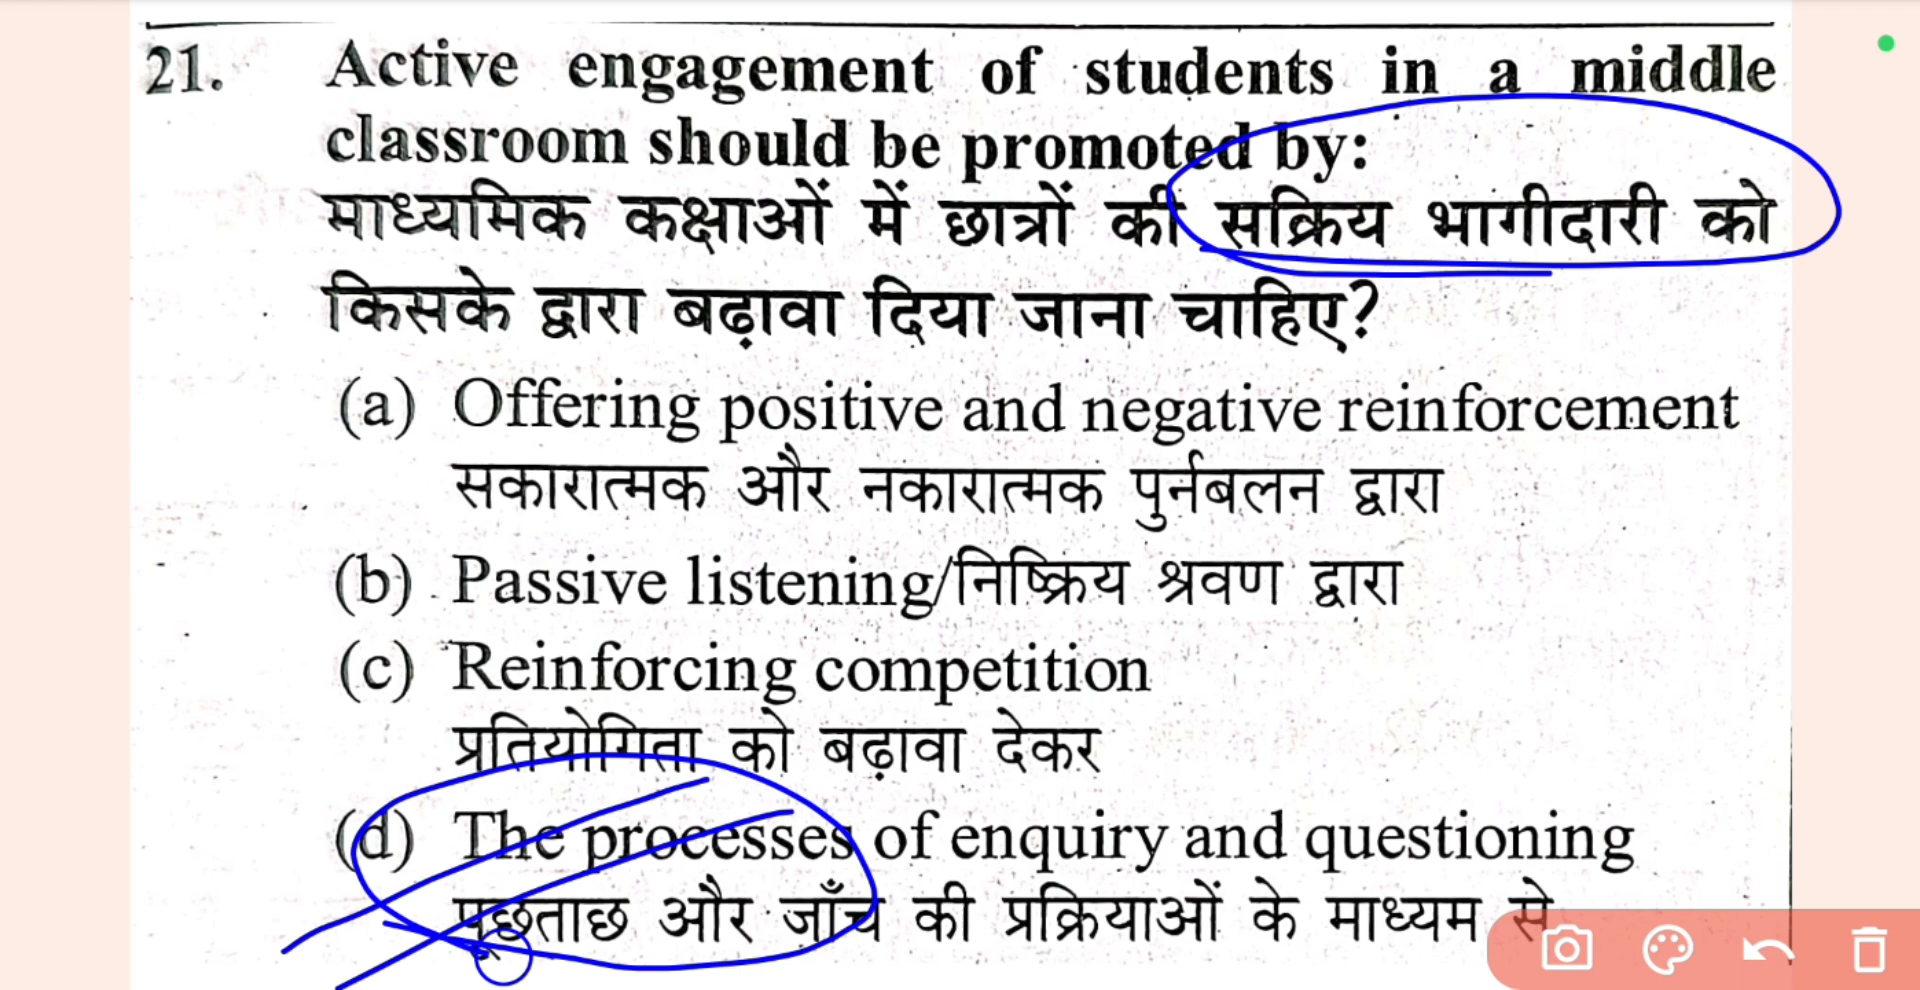 21. Active engagement of students in a middle
classroom should be promoted by:
माध्यमिक कक्षाओं में छात्रों की सक्रिय भागीदारी को
किसके द्वारा बढ़ावा दिया जाना चाहिए?
(a) Offering positive and negative reinforcement
सकारात्मक और नकारात्मक पुर्नबलन द्वारा
(b) Passive listening/निष्क्रिय श्रवण द्वारा
(c) Reinforcing competition
प्रतियोगिता को बढ़ावा देकर
(d) The processes of enquiry and questioning
पूछताछ और जाँच की प्रक्रियाओं के माध्यम से